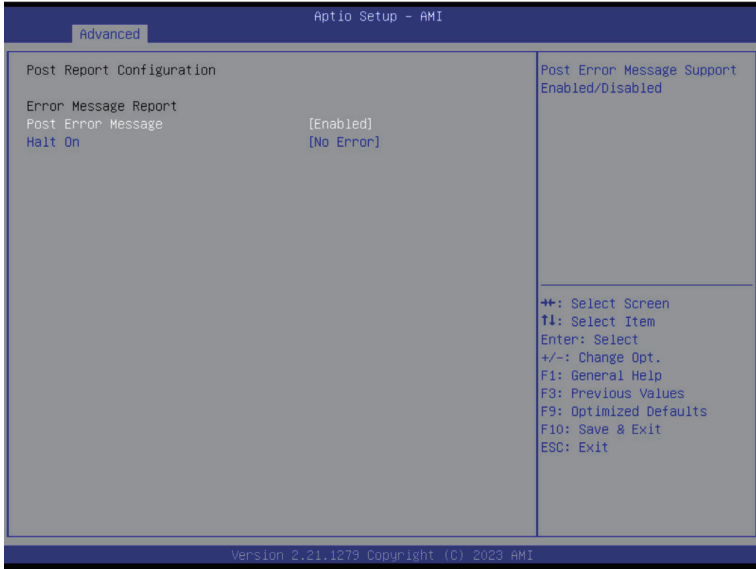 Aptio Setup – AMI
Advanced
Post Report Configuration
Error Message Report
Post Error Message [Enabled]
Halt On [No Error]
Post Error Message Support
Enabled/Disabled
→←: Select Screen
↑↓: Select Item
Enter: Select
+/-: Change Opt.
F1: General Help
F3: Previous Values
F9: Optimized Defaults
F10: Save & Exit
ESC: Exit
Version 2.21.1279 Copyright (C) 2023 AMI